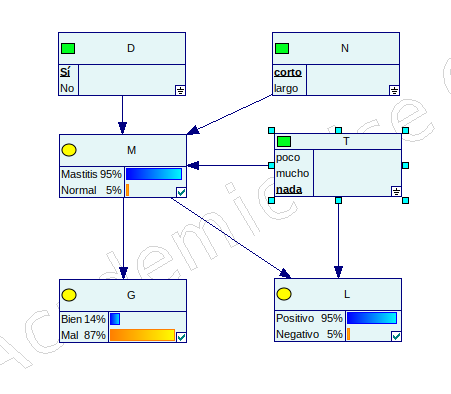 D
Sí
No
N
corto
largo
M
Mastitis 95%
Normal 5%
T
poco
mucho
nada
G
Bien 14%
Mal 87%
L
Positivo 95%
Negativo 5%
Academic